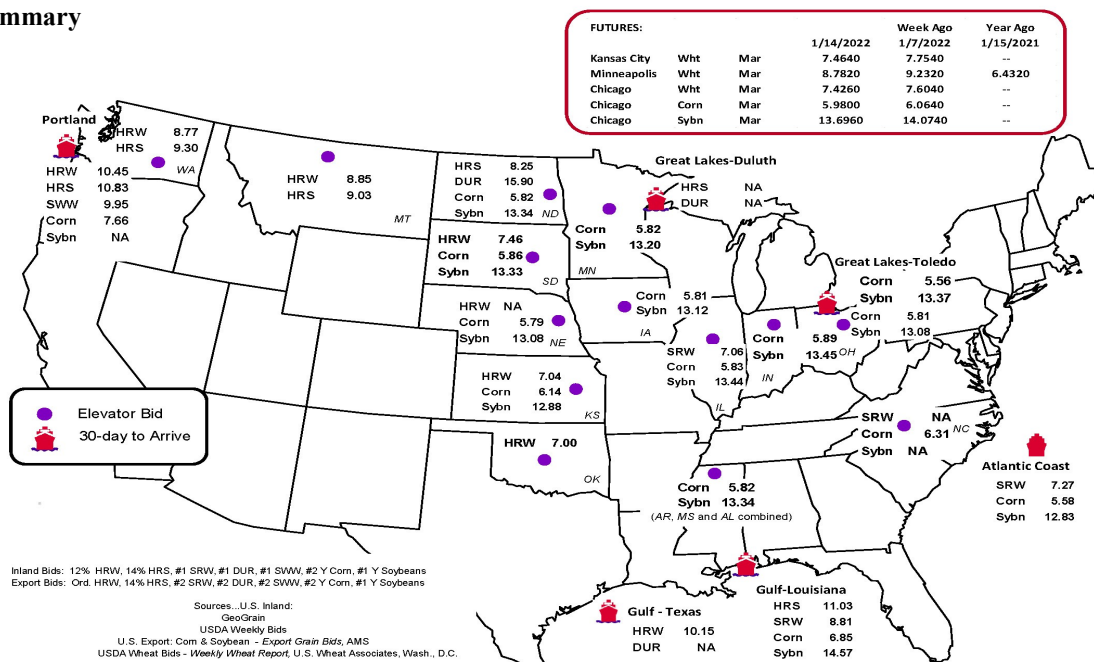 mmary
FUTURES: Week Ago Year Ago
1/14/2022 1/7/2022 1/15/2021
Kansas City Wht Mar 7.4640 7.7540 --
Minneapolis Wht Mar 8.7820 9.2320 6.4320
Chicago Wht Mar 7.4260 7.6040 --
Chicago Corn Mar 5.9800 6.0640 --
Chicago Sybn Mar 13.6960 14.0740 --
Portland
HRW 8.77
HRS 9.30
WA
HRW 10.45
HRS 10.83
SWW 9.95
Corn 7.66
Sybn NA
HRW 8.85
HRS 9.03
MT
HRS 8.25
DUR 15.90
Corn 5.82
Sybn 13.34 ND
HRW 7.46
Corn 5.86
Sybn 13.33
SD
HRW NA
Corn 5.79
Sybn 13.08 NE
HRW 7.04
Corn 6.14
Sybn 12.88
KS
HRW 7.00
OK
Great Lakes-Duluth
HRS NA
DUR NA
Corn 5.82
Sybn 13.20
MN
Corn 5.81
Sybn 13.12
IA
SRW 7.06
Corn 5.83
Sybn 13.44
IL
Great Lakes-Toledo
Corn 5.56
Sybn 13.37
Corn 5.81
Sybn 13.08
OH
Corn 5.89
Sybn 13.45
IN
SRW NA
Corn 6.31 NC
Sybn NA
Corn 5.82
Sybn 13.34
(AR, MS and AL combined)
Atlantic Coast
SRW 7.27
Corn 5.58
Sybn 12.83
Elevator Bid
30-day to Arrive
Gulf - Texas
HRW 10.15
DUR NA
Gulf-Louisiana
HRS 11.03
SRW 8.81
Corn 6.85
Sybn 14.57
Inland Bids: 12% HRW, 14% HRS, #1 SRW, #1 DUR, #1 SWW, #2 Y Corn, #1 Y Soybeans
Export Bids: Ord. HRW, 14% HRS, #2 SRW, #2 DUR, #2 SWW, #2 Y Corn, #1 Y Soybeans
Sources...U.S. Inland:
GeoGrain
USDA Weekly Bids
U.S. Export: Corn & Soybean - Export Grain Bids, AMS
USDA Wheat Bids - Weekly Wheat Report, U.S. Wheat Associates, Wash., D.C.